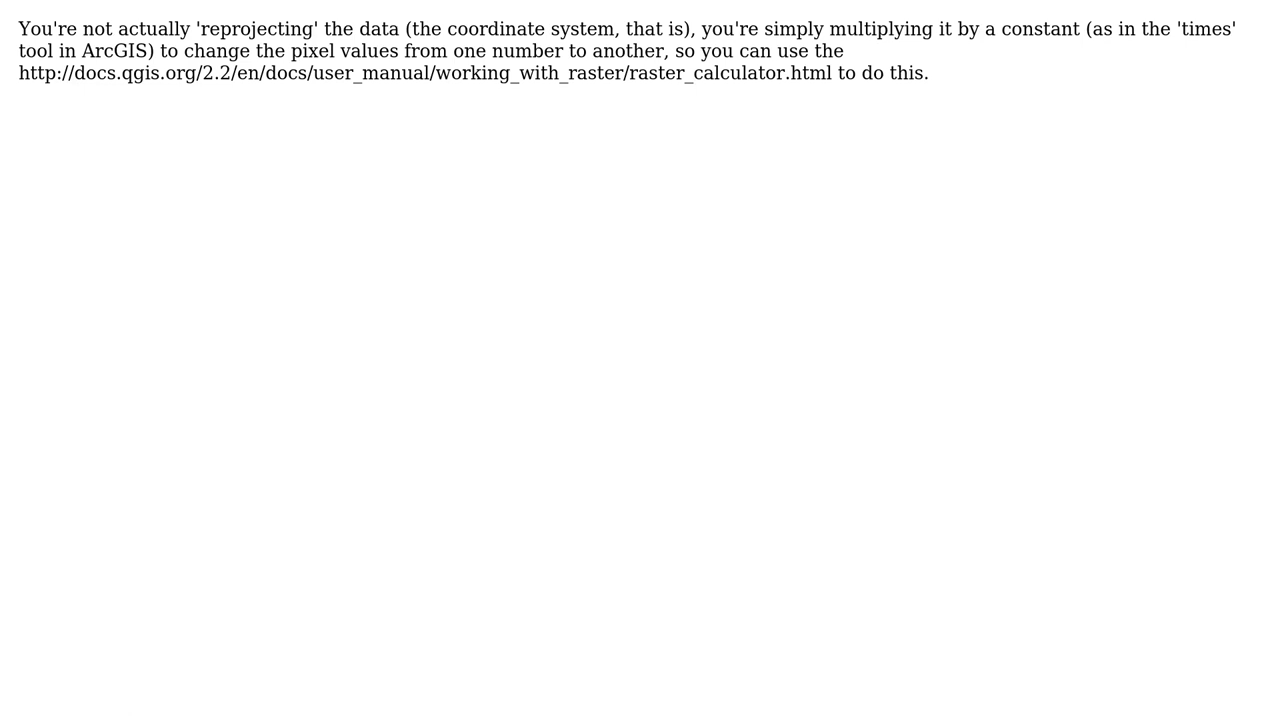 You're not actually 'reprojecting' the data (the coordinate system, that is), you're simply multiplying it by a constant (as in the 'times'
tool in ArcGIS) to change the pixel values from one number to another, so you can use the
http://docs.qgis.org/2.2/en/docs/user_manual/working_with_raster/raster_calculator.html to do this.